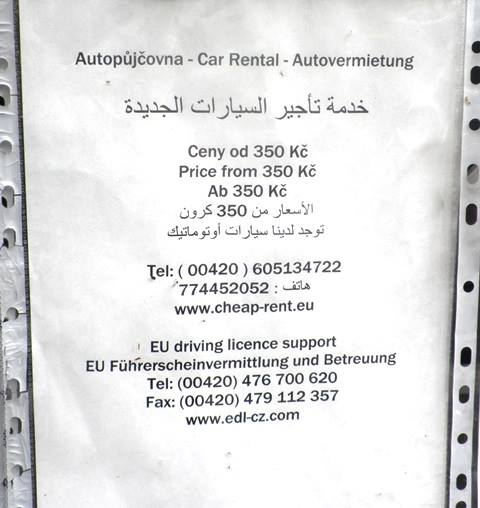 Autopůjčovna - Car Rental - Autovermietung
خدمة تأجير السيارات الجديدة
Ceny od 350 Kč
Price from 350 Kč
Ab 350 Kč
الأسعار من 350 كرون
توجد لدينا سيارات أوتوماتيك
Tel: ( 00420 ) 605134722
هاتف : 774452052
www.cheap-rent.eu
EU driving licence support
EU Führerscheinvermittlung und Betreuung
Tel: (00420) 476 700 620
Fax: (00420) 479 112 357
www.edl-cz.com